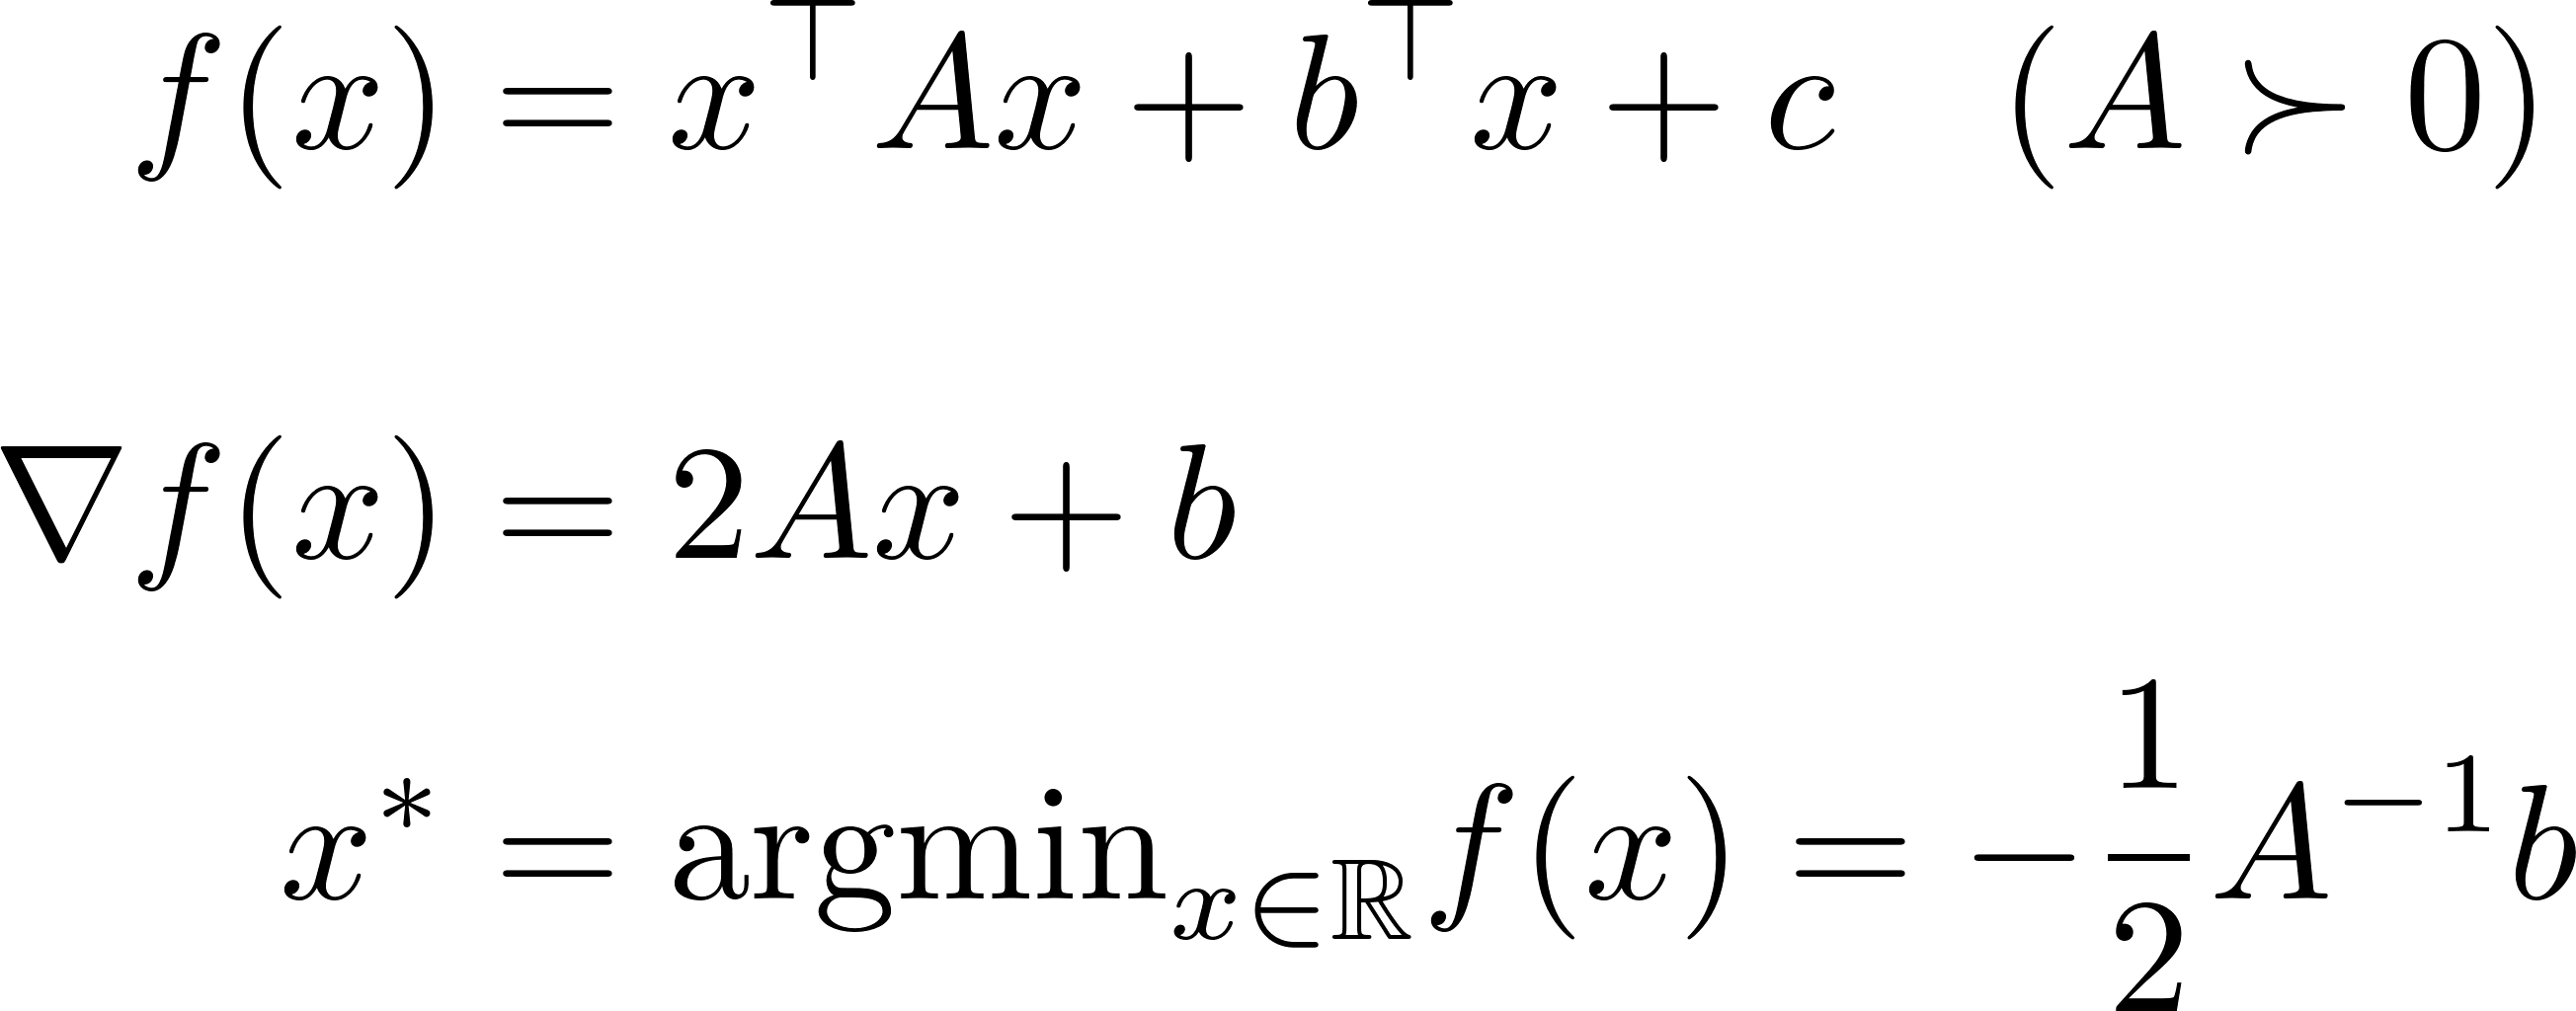 f(x) = x⊤Ax + b⊤x + c (A ≻ 0)
∇f(x) = 2Ax + b
x* = argmin_{x∈ℝ} f(x) = −\frac{1}{2}A^{−1}b